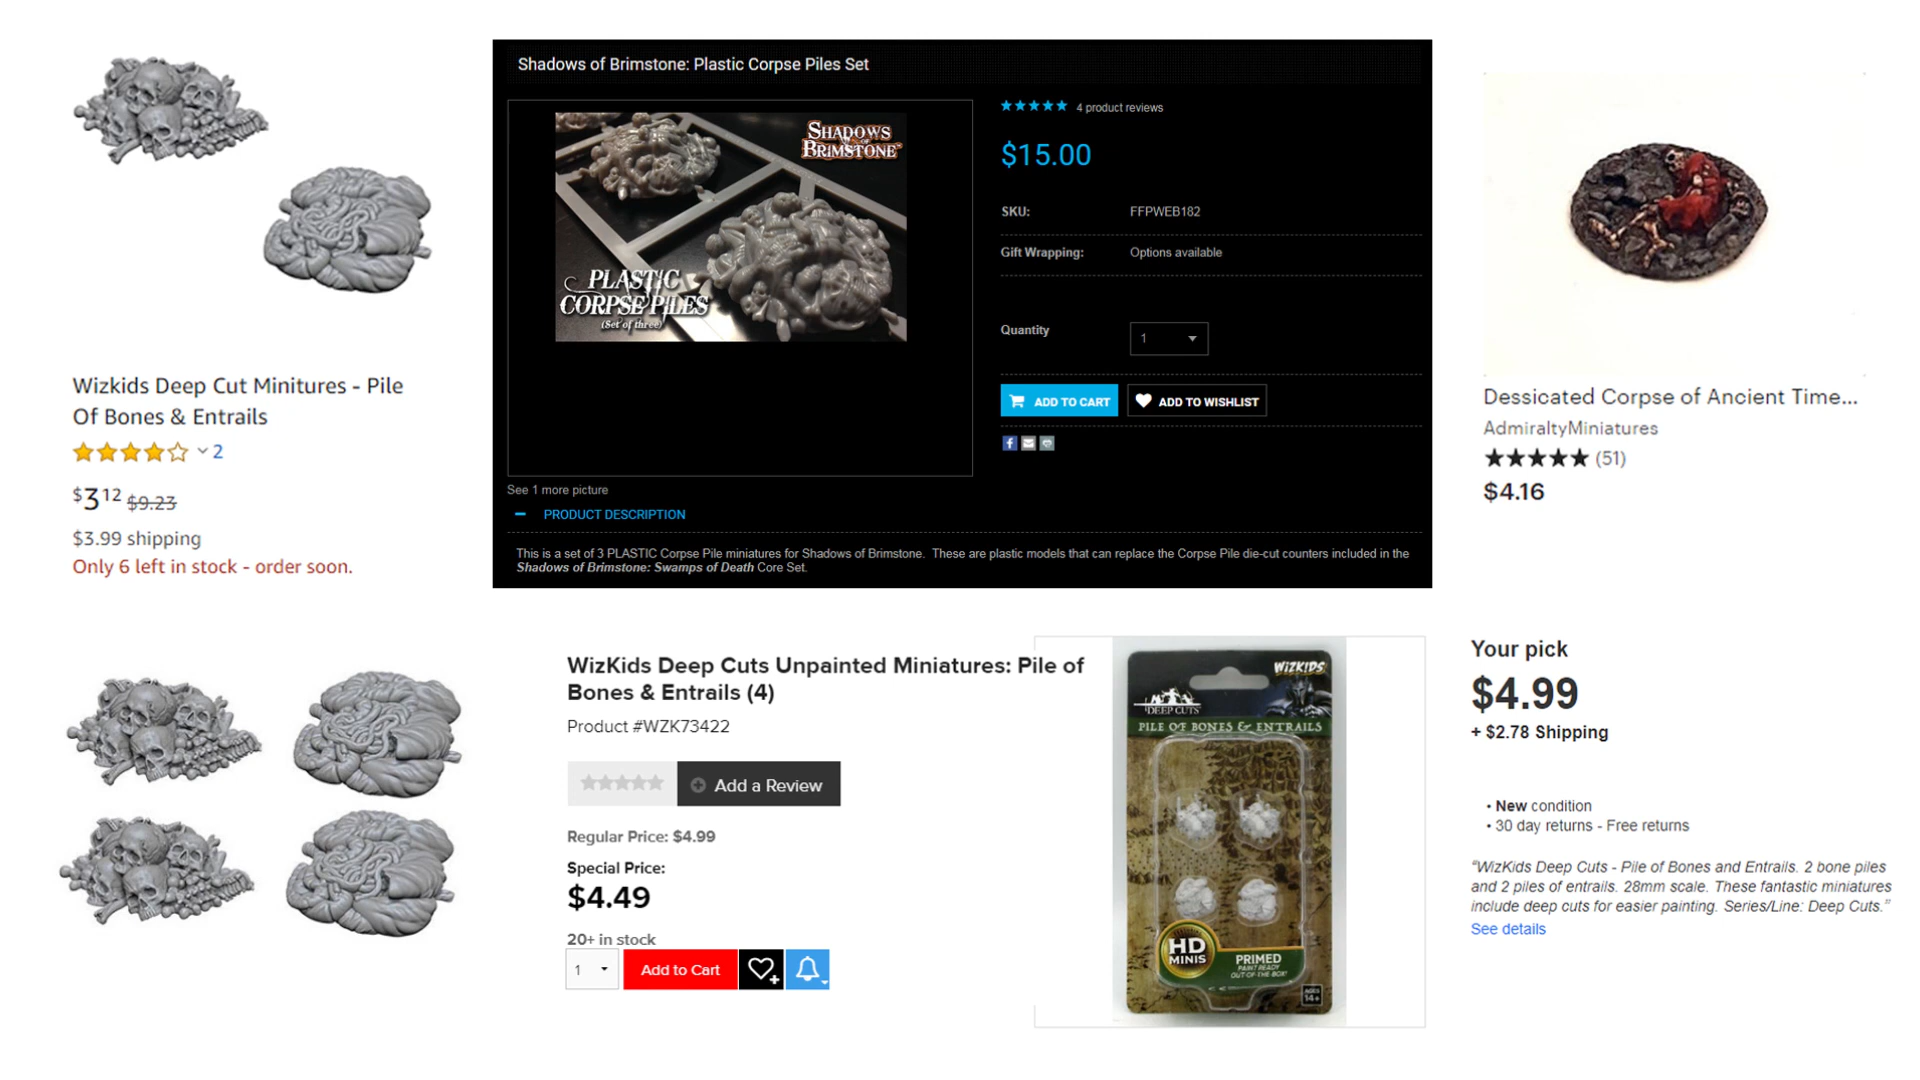 Wizkids Deep Cut Minitures - Pile
Of Bones & Entrails
2
$3.12 $9.23
$3.99 shipping
Only 6 left in stock - order soon.
Shadows of Brimstone: Plastic Corpse Piles Set
SHADOWS
OF
BRIMSTONE
PLASTIC
CORPSE PILES
(Set of three)
See 1 more picture
4 product reviews
$15.00
SKU: FFPWEB182
Gift Wrapping: Options available
Quantity 1
ADD TO CART ADD TO WISHLIST
PRODUCT DESCRIPTION
This is a set of 3 PLASTIC Corpse Pile miniatures for Shadows of Brimstone. These are plastic models that can replace the Corpse Pile die-cut counters included in the
Shadows of Brimstone: Swamps of Death Core Set.
Dessicated Corpse of Ancient Time...
AdmiraltyMiniatures
(51)
$4.16
WizKids Deep Cuts Unpainted Miniatures: Pile of
Bones & Entrails (4)
Product #WZK73422
Add a Review
Regular Price: $4.99
Special Price:
$4.49
20+ in stock
1 Add to Cart
WIZKIDS
DEEP CUTS
PILE OF BONES & ENTRAILS
HD
MINIS
PRIMED
PAINT READY
OUT-OF-THE-BOX!
AGES
14+
Your pick
$4.99
+ $2.78 Shipping
• New condition
• 30 day returns - Free returns
“WizKids Deep Cuts - Pile of Bones and Entrails. 2 bone piles
and 2 piles of entrails. 28mm scale. These fantastic miniatures
include deep cuts for easier painting. Series/Line: Deep Cuts.”
See details